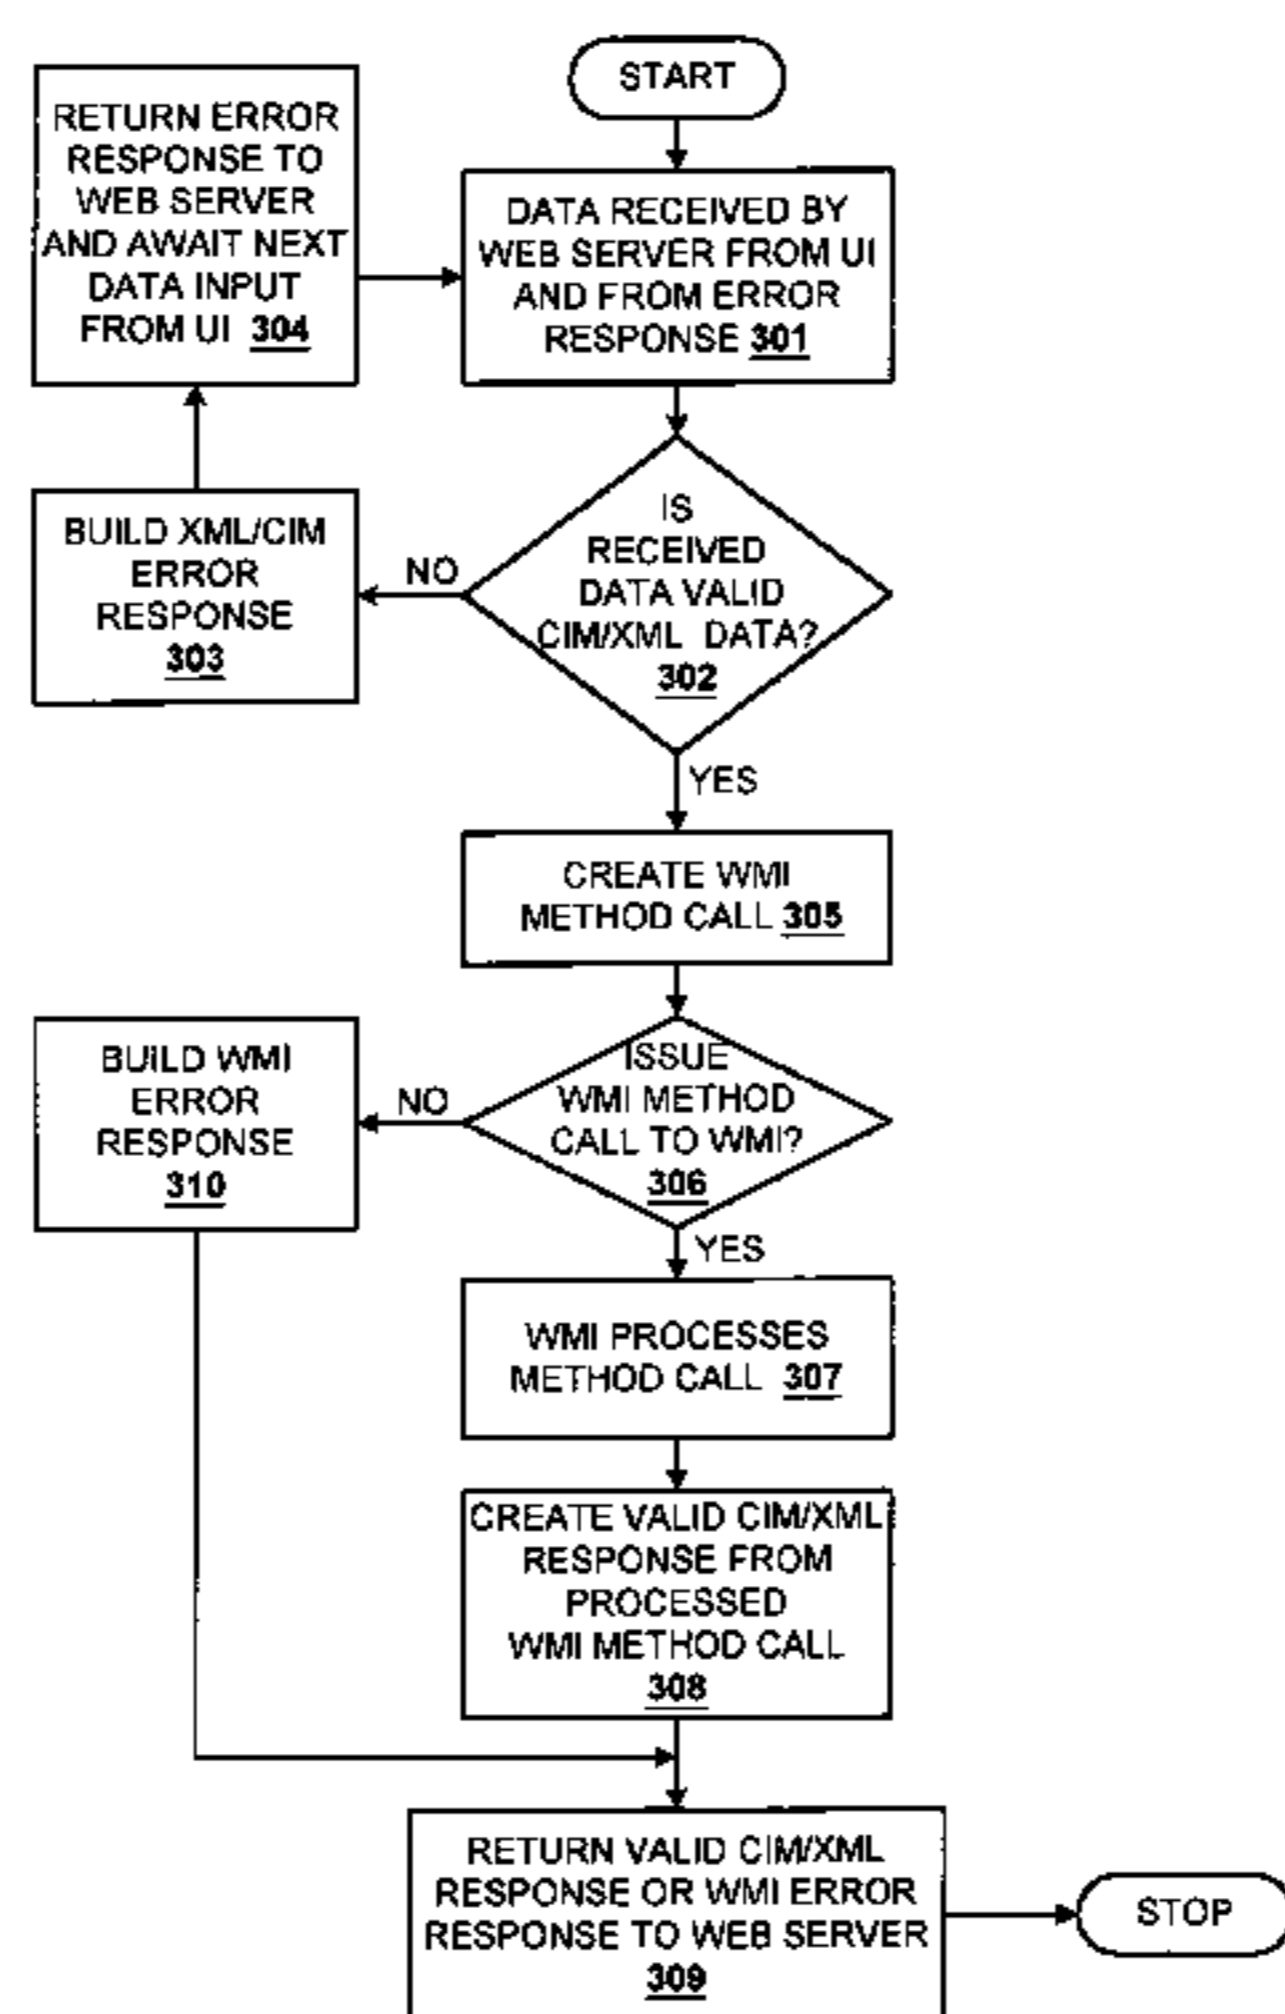 START
RETURN ERROR
RESPONSE TO
WEB SERVER
AND AWAIT NEXT
DATA INPUT
FROM UI 304
DATA RECEIVED BY
WEB SERVER FROM UI
AND FROM ERROR
RESPONSE 301
IS
RECEIVED
DATA VALID
CIM/XML DATA?
302
NO
BUILD XML/CIM
ERROR
RESPONSE
303
YES
CREATE WMI
METHOD CALL 305
ISSUE
WMI METHOD
CALL TO WMI?
306
NO
BUILD WMI
ERROR
RESPONSE
310
YES
WMI PROCESSES
METHOD CALL 307
CREATE VALID CIM/XML
RESPONSE FROM
PROCESSED
WMI METHOD CALL
308
RETURN VALID CIM/XML
RESPONSE OR WMI ERROR
RESPONSE TO WEB SERVER
309
STOP